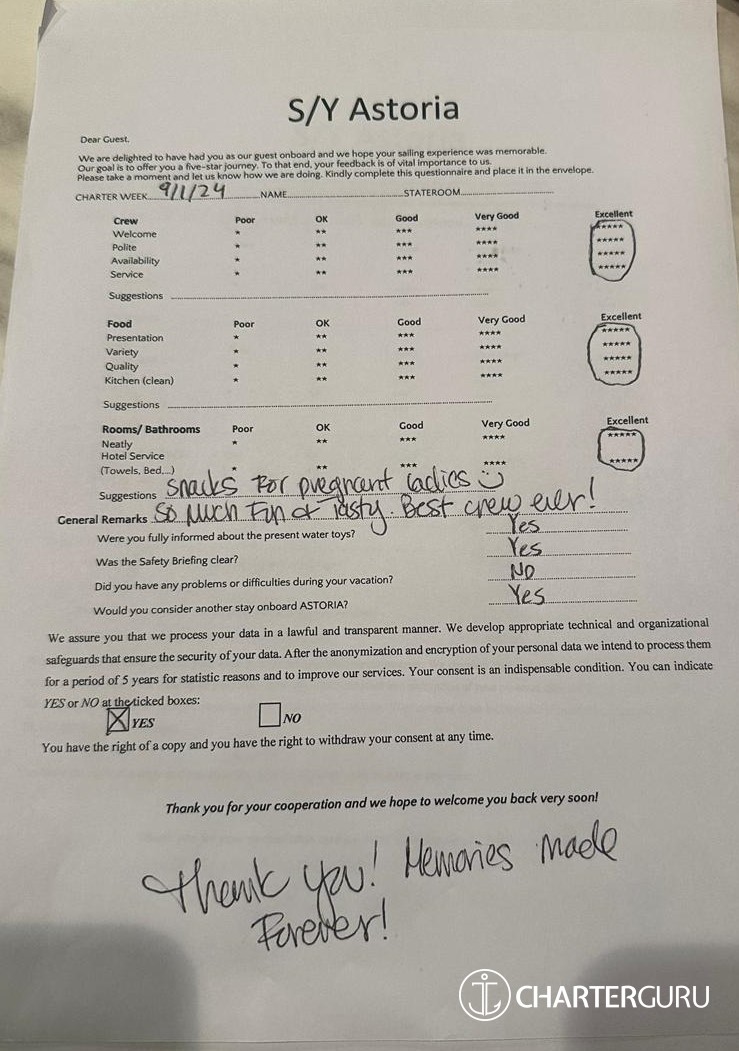 S/Y Astoria
Dear Guest,
We are delighted to have had you as our guest onboard and we hope your sailing experience was memorable.
Our goal is to offer you a five-star journey. To that end, your feedback is of vital importance to us.
Please take a moment and let us know how we are doing. Kindly complete this questionnaire and place it in the envelope.
CHARTER WEEK 9/1/24 NAME STATEROOM
Crew Poor OK Good Very Good Excellent
Welcome * ** *** **** *****
Polite * ** *** **** *****
Availability * ** *** **** *****
Service * ** *** **** *****
Suggestions
Food Poor OK Good Very Good Excellent
Presentation * ** *** **** *****
Variety * ** *** **** *****
Quality * ** *** **** *****
Kitchen (clean) * ** *** **** *****
Suggestions
Rooms/ Bathrooms Poor OK Good Very Good Excellent
Neatly * ** *** **** *****
Hotel Service
(Towels, Bed,...) * ** *** **** *****
Suggestions Snacks For pregnant ladies
General Remarks So Much Fun & Tasty. Best crew ever!
Were you fully informed about the present water toys? Yes
Was the Safety Briefing clear? Yes
Did you have any problems or difficulties during your vacation? No
Would you consider another stay onboard ASTORIA? Yes
We assure you that we process your data in a lawful and transparent manner. We develop appropriate technical and organizational
safeguards that ensure the security of your data. After the anonymization and encryption of your personal data we intend to process them
for a period of 5 years for statistic reasons and to improve our services. Your consent is an indispensable condition. You can indicate
YES or NO at the ticked boxes:
YES NO
You have the right of a copy and you have the right to withdraw your consent at any time.
Thank you for your cooperation and we hope to welcome you back very soon!
Thank you! Memories made
Forever!
CHARTERGURU